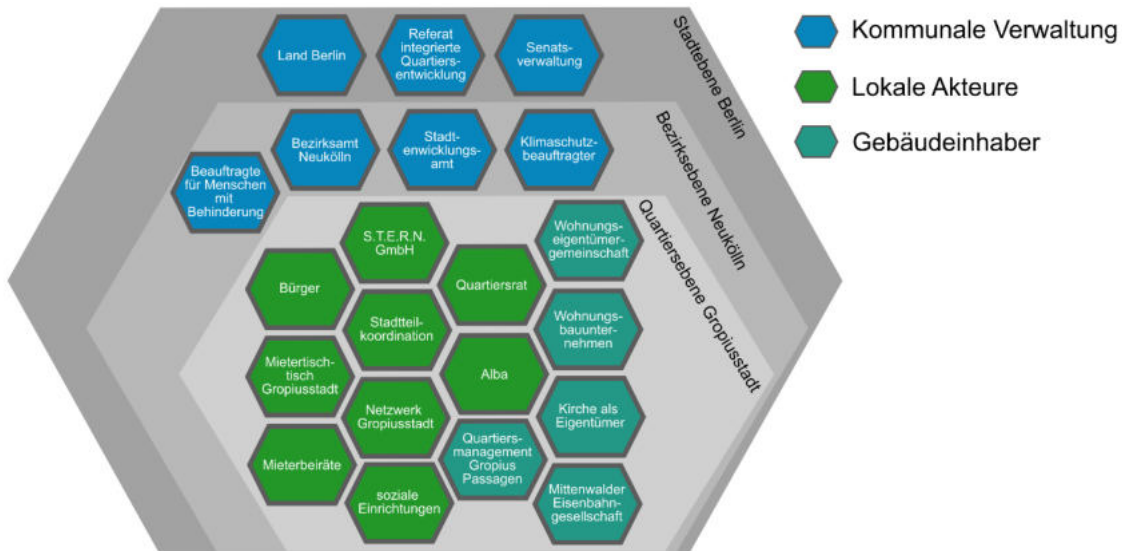 Land Berlin
Referat
integrierte
Quartiers-
entwicklung
Senats-
verwaltung
Stadtebene Berlin
Kommunale Verwaltung
Lokale Akteure
Gebäudeinhaber
Beauftragte
für Menschen
mit
Behinderung
Bezirksamt
Neukölln
Stadt-
enwicklungs-
amt
Klimaschutz-
beauftragter
Bezirksebene Neukölln
S.T.E.R.N.
GmbH
Wohnungs-
eigentümer-
gemeinschaft
Quartiersebene Gropiusstadt
Bürger
Quartiersrat
Stadtteil-
koordination
Wohnungs-
bauunter-
nehmen
Mietertisch-
tisch
Gropiusstadt
Alba
Netzwerk
Gropiusstadt
Kirche als
Eigentümer
Mieterbeiräte
Quartiers-
management
Gropius
Passagen
soziale
Einrichtungen
Mittenwalder
Eisenbahn-
gesellschaft